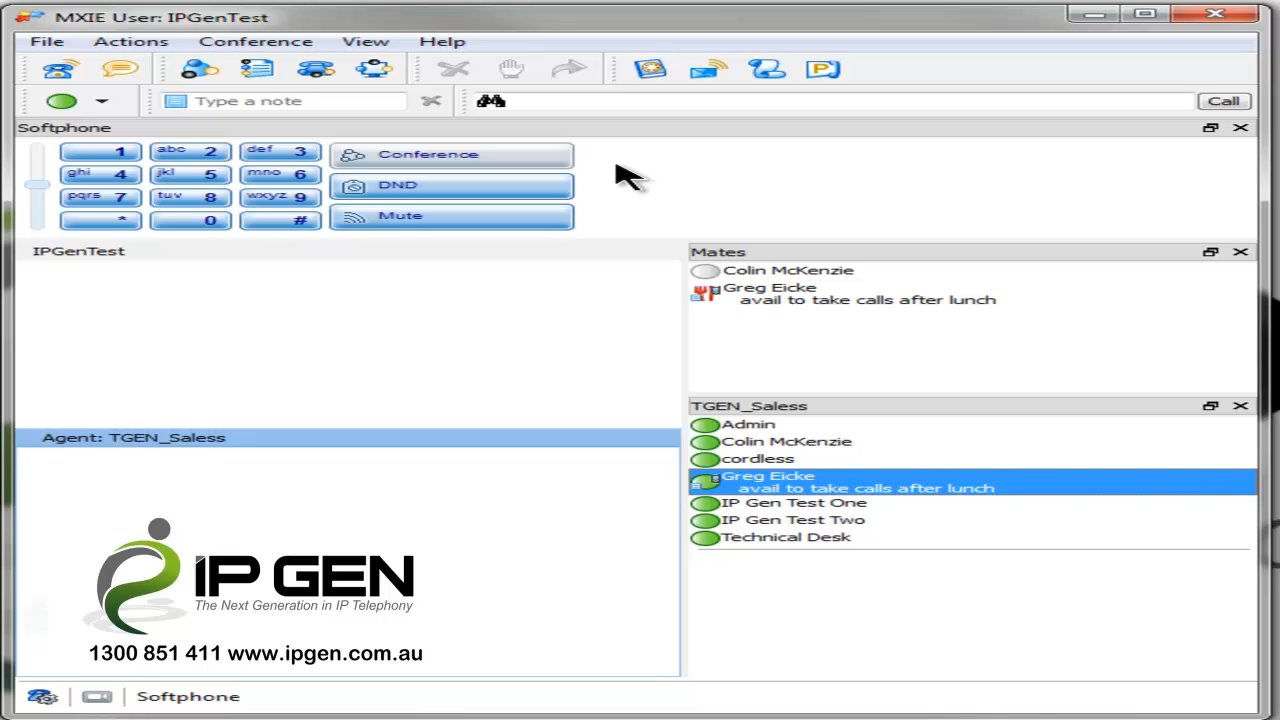 MXIE User: IPGenTest
File Actions Conference View Help
P
Type a note
Call
Softphone
1 abc 2 def 3
ghi 4 jkl 5 mno 6
pqrs 7 tuv 8 wxyz 9
* 0 #
Conference
DND
Mute
IPGenTest
Mates
Colin McKenzie
Greg Eicke
avail to take calls after lunch
TGEN_Saless
Admin
Colin McKenzie
cordless
Greg Eicke
avail to take calls after lunch
IP Gen Test One
IP Gen Test Two
Technical Desk
Agent: TGEN_Saless
IP GEN
The Next Generation in IP Telephony
1300 851 411 www.ipgen.com.au
Softphone